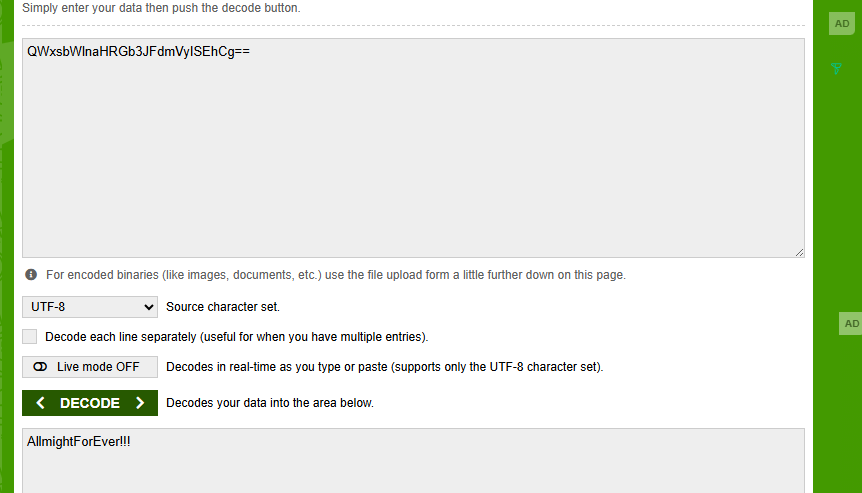 Simply enter your data then push the decode button.
AD
QWxsbWlnaHRGb3JFdmVyISEhCg==
For encoded binaries (like images, documents, etc.) use the file upload form a little further down on this page.
UTF-8 Source character set.
AD
Decode each line separately (useful for when you have multiple entries).
Live mode OFF Decodes in real-time as you type or paste (supports only the UTF-8 character set).
< DECODE > Decodes your data into the area below.
AllmightForEver!!!